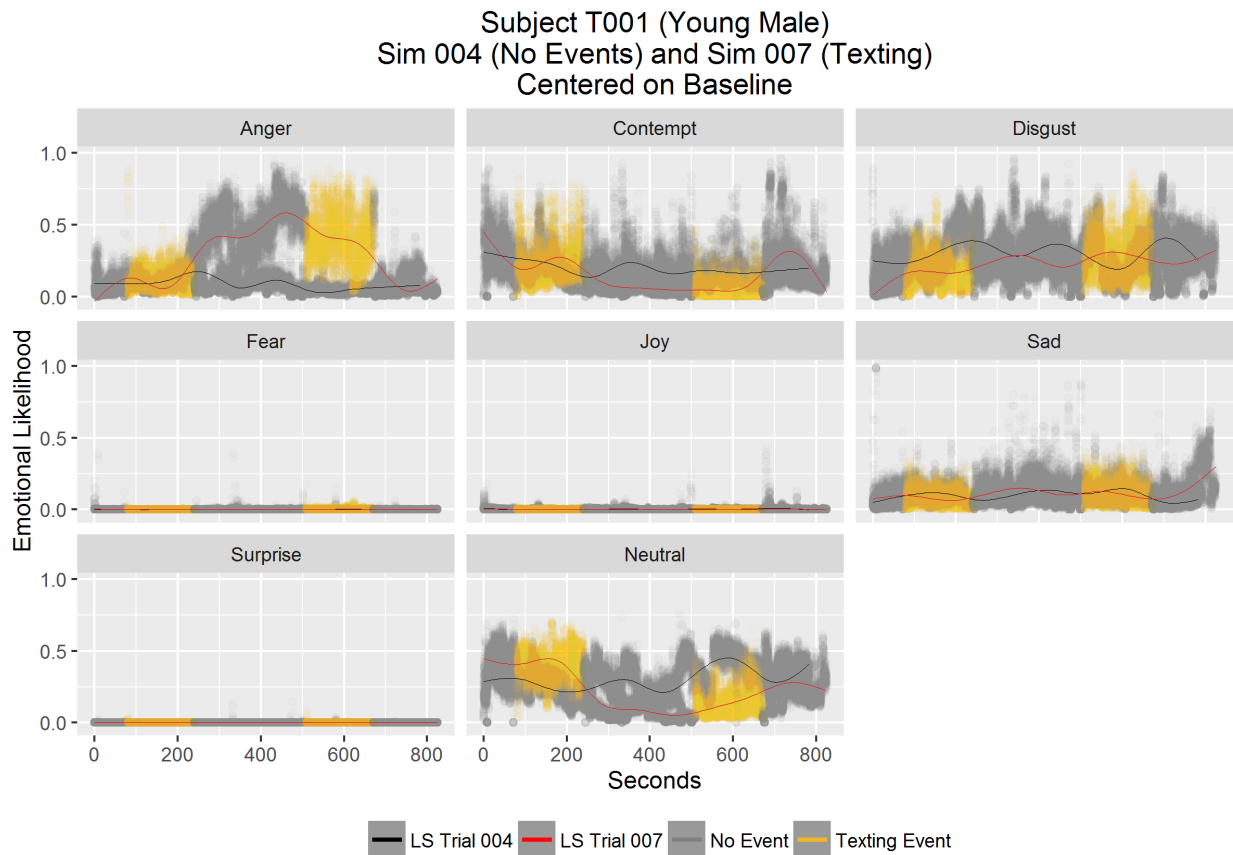 Subject T001 (Young Male)
Sim 004 (No Events) and Sim 007 (Texting)
Centered on Baseline
Anger
Contempt
Disgust
1.0
0.5
0.0
Fear
Joy
Sad
1.0
0.5
0.0
Surprise
Neutral
1.0
0.5
0.0
0 200 400 600 800
0 200 400 600 800
Emotional Likelihood
Seconds
LS Trial 004 LS Trial 007 No Event Texting Event